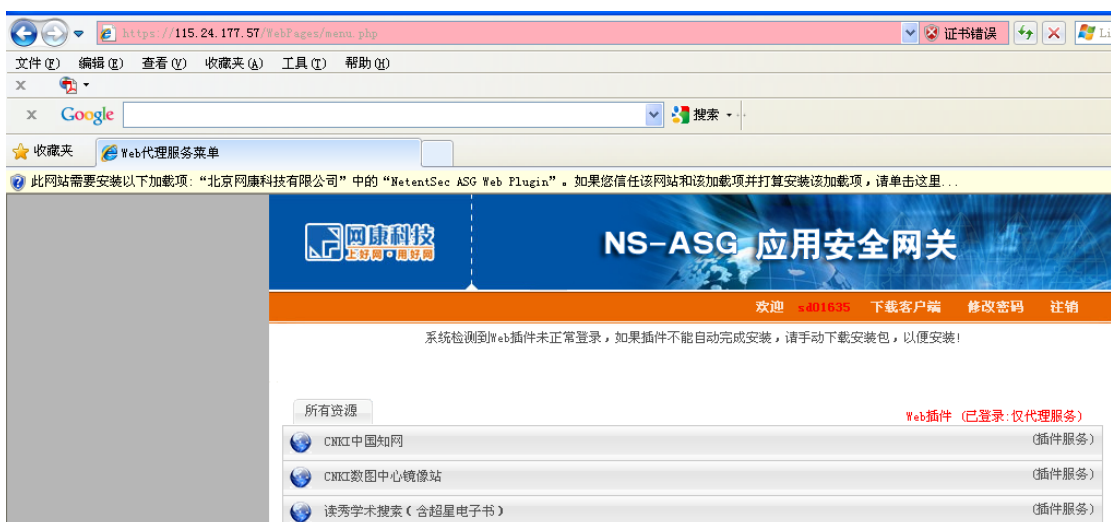 https://115.24.177.57/WebPages/menu.php 证书错误 Li
文件(F) 编辑(E) 查看(V) 收藏夹(A) 工具(T) 帮助(H)
x
x Google 搜索
收藏夹 Web代理服务菜单
此网站需要安装以下加载项:“北京网康科技有限公司”中的“NetentSec ASG Web Plugin”。如果您信任该网站和该加载项并打算安装该加载项,请单击这里...
网康科技
上好网·用好网
NS-ASG 应用安全网关
欢迎 sd01635 下载客户端 修改密码 注销
系统检测到Web插件未正常登录,如果插件不能自动完成安装,请手动下载安装包,以便安装!
所有资源
Web插件 (已登录:仅代理服务)
CNKI中国知网 (插件服务)
CNKI数图中心镜像站 (插件服务)
读秀学术搜索(含超星电子书) (插件服务)